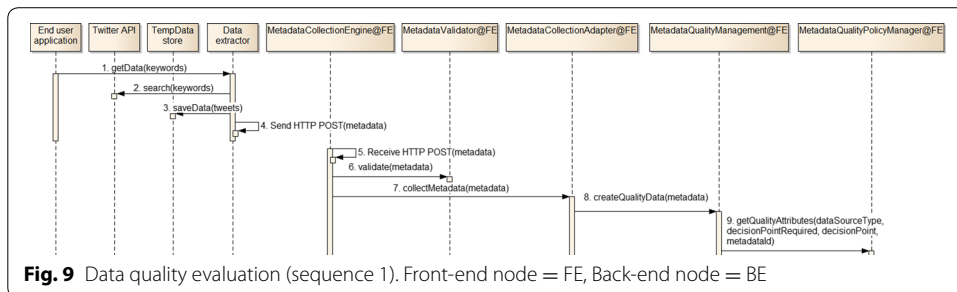 End user application
Twitter API
TempData store
Data extractor
MetadataCollectionEngine@FE
MetadataValidator@FE
MetadataCollectionAdapter@FE
MetadataQualityManagement@FE
MetadataQualityPolicyManager@FE
1. getData(keywords)
2. search(keywords)
3. saveData(tweets)
4. Send HTTP POST(metadata)
5. Receive HTTP POST(metadata)
6. validate(metadata)
7. collectMetadata(metadata)
8. createQualityData(metadata)
9. getQualityAttributes(dataSourceType,
decisionPointRequired, decisionPoint,
metadataId)
Fig. 9 Data quality evaluation (sequence 1). Front-end node = FE, Back-end node = BE